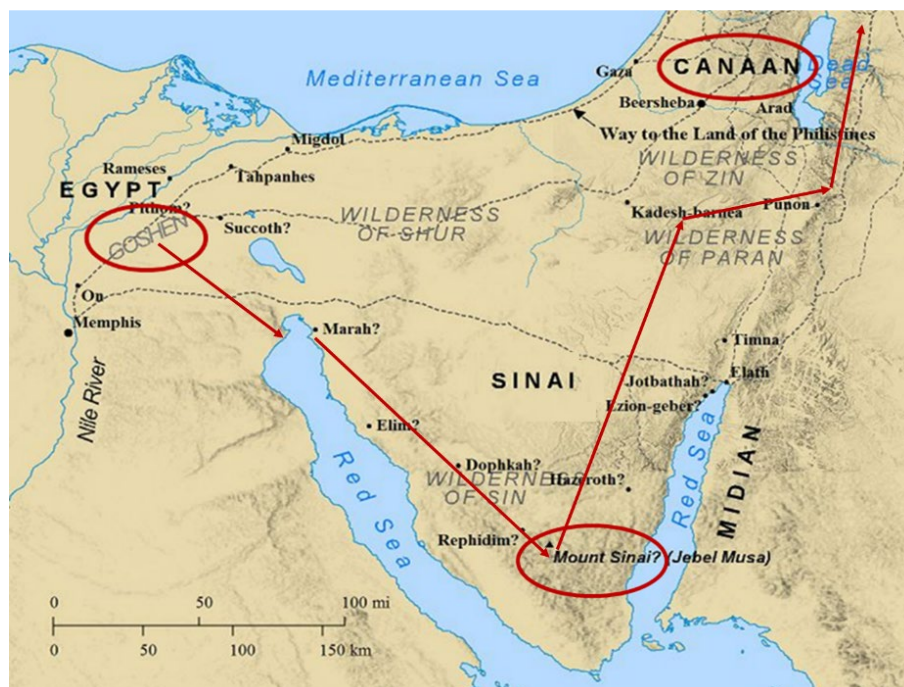 Mediterranean Sea
Gaza
CANAAN
Dead
Sea
Beersheba
Arad
Way to the Land of the Philistines
Migdol
Rameses
Tahpanhes
WILDERNESS
OF ZIN
EGYPT
Pithom?
GOSHEN
Succoth?
WILDERNESS
OF SHUR
Kadesh-barnea
Punon
WILDERNESS
OF PARAN
On
Memphis
Marah?
Timna
Nile River
SINAI
Jotbathah?
Elath
Ezion-geber?
Elim?
Red Sea
Red Sea
MIDIAN
Dophkah?
WILDERNESS
OF SIN
Hazeroth?
Rephidim?
Mount Sinai? (Jebel Musa)
0 50 100 mi
0 50 100 150 km